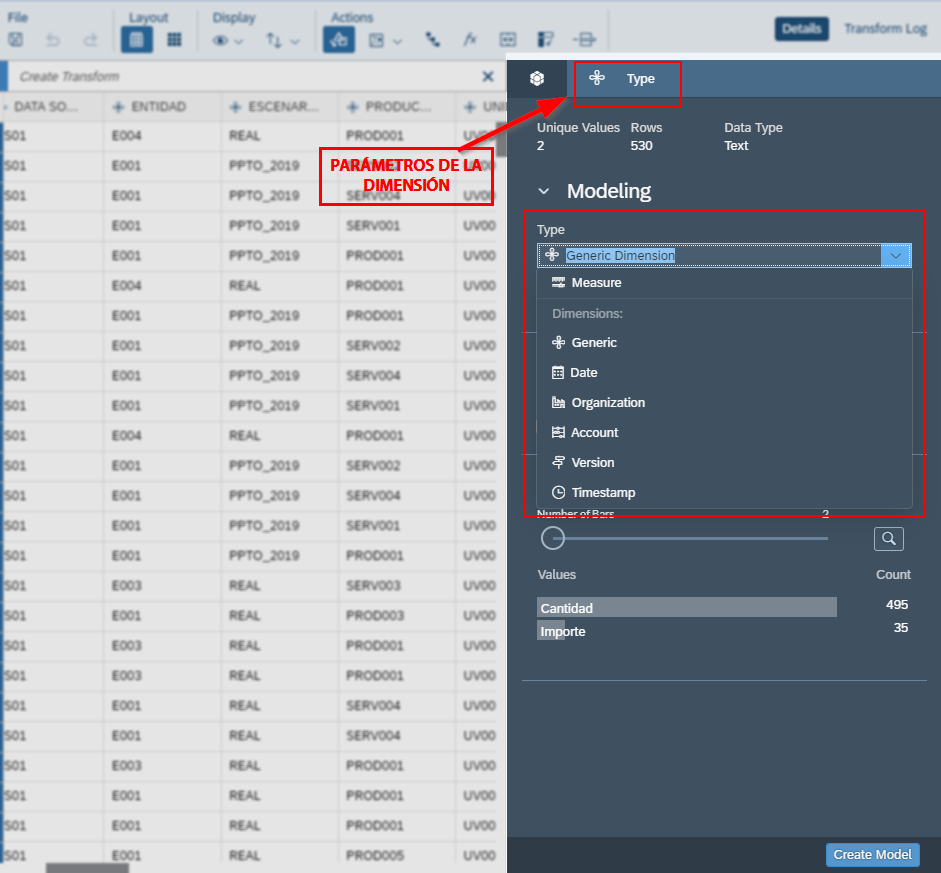 File Layout Display Actions Details Transform Log
Create Transform
Type
DATA SO... ENTIDAD ESCENAR... PRODUC...
Unique Values Rows Data Type
2 530 Text
PARÁMETROS DE LA
DIMENSIÓN
Modeling
Type
Generic Dimension
Measure
Dimensions:
Generic
Date
Organization
Account
Version
Timestamp
Number of Bars 2
Values Count
Cantidad 495
Importe 35
S01 E004 REAL PROD001
S01 E001 PPTO_2019
S01 E001 PPTO_2019 SERV004 UV00
S01 E001 PPTO_2019 SERV001 UV00
S01 E001 PPTO_2019 PROD001 UV00
S01 E004 REAL PROD001 UV00
S01 E001 PPTO_2019 PROD001 UV00
S01 E001 PPTO_2019 SERV002 UV00
S01 E001 PPTO_2019 SERV004 UV00
S01 E001 PPTO_2019 SERV001 UV00
S01 E004 REAL PROD001 UV00
S01 E001 PPTO_2019 SERV002 UV00
S01 E001 PPTO_2019 SERV004 UV00
S01 E001 PPTO_2019 SERV001 UV00
S01 E001 PPTO_2019 PROD001 UV00
S01 E003 REAL SERV003 UV00
S01 E001 REAL PROD003 UV00
S01 E003 REAL PROD001 UV00
S01 E003 REAL PROD001 UV00
S01 E001 REAL SERV004 UV00
S01 E001 REAL SERV004 UV00
S01 E003 REAL PROD001 UV00
S01 E001 REAL PROD001 UV00
S01 E001 REAL PROD001 UV00
S01 E001 REAL PROD005 UV00
Create Model